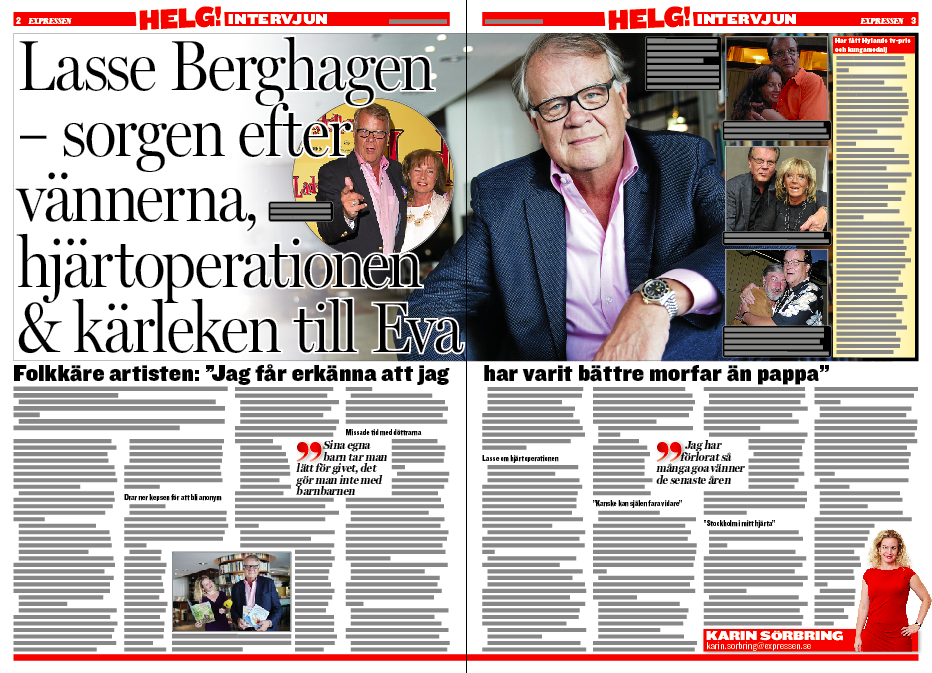 2 EXPRESSEN
HELG! INTERVJUN
HELG! INTERVJUN
EXPRESSEN 3
Lasse Berghagen
– sorgen efter
vännerna,
hjärtoperationen
& kärleken till Eva
Har fått Hylands tv-pris
och kungamedalj
Folkkäre artisten: ”Jag får erkänna att jag har varit bättre morfar än pappa”
Drar ner kepsen för att bli anonym
”Sina egna
barn tar man
lätt för givet, det
gör man inte med
barnbarnen
Missade tid med döttrarna
Lasse om hjärtoperationen
”Kanske kan själen fara vidare”
”Jag har
förlorat så
många goa vänner
de senaste åren
”Stockholm i mitt hjärta”
KARIN SÖRBRING
karin.sorbring@expressen.se